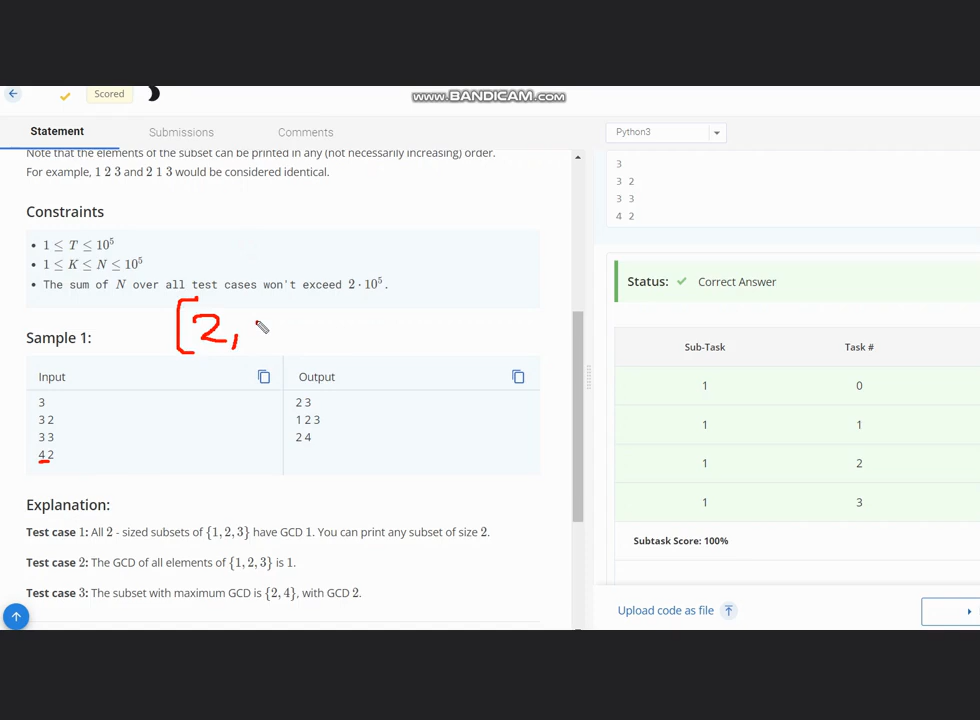 Scored
www.BANDICAM.com
Statement Submissions Comments
Python3
Note that the elements of the subset can be printed in any (not necessarily increasing) order.
For example, 1 2 3 and 2 1 3 would be considered identical.
3
3 2
3 3
4 2
Constraints
• 1 ≤ T ≤ 10⁵
• 1 ≤ K ≤ N ≤ 10⁵
• The sum of N over all test cases won't exceed 2 · 10⁵.
Status: ✓ Correct Answer
[2,
Sample 1:
Input Output
3
3 2
3 3
4 2
2 3
1 2 3
2 4
Sub-Task Task #
1 0
1 1
1 2
1 3
Subtask Score: 100%
Explanation:
Test case 1: All 2 - sized subsets of {1, 2, 3} have GCD 1. You can print any subset of size 2.
Test case 2: The GCD of all elements of {1, 2, 3} is 1.
Test case 3: The subset with maximum GCD is {2, 4}, with GCD 2.
Upload code as file